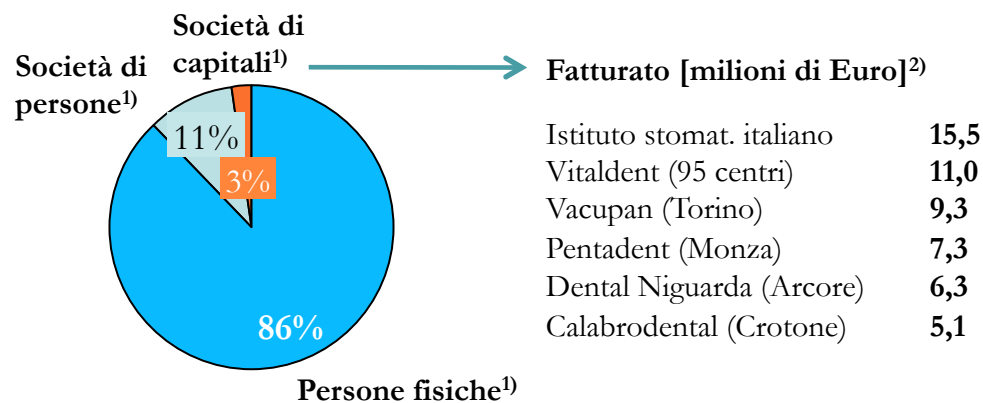 Società di
capitali1)
Società di
persone1)
11%
3%
86%
Persone fisiche1)
Fatturato [milioni di Euro]2)
Istituto stomat. italiano 15,5
Vitaldent (95 centri) 11,0
Vacupan (Torino) 9,3
Pentadent (Monza) 7,3
Dental Niguarda (Arcore) 6,3
Calabrodental (Crotone) 5,1